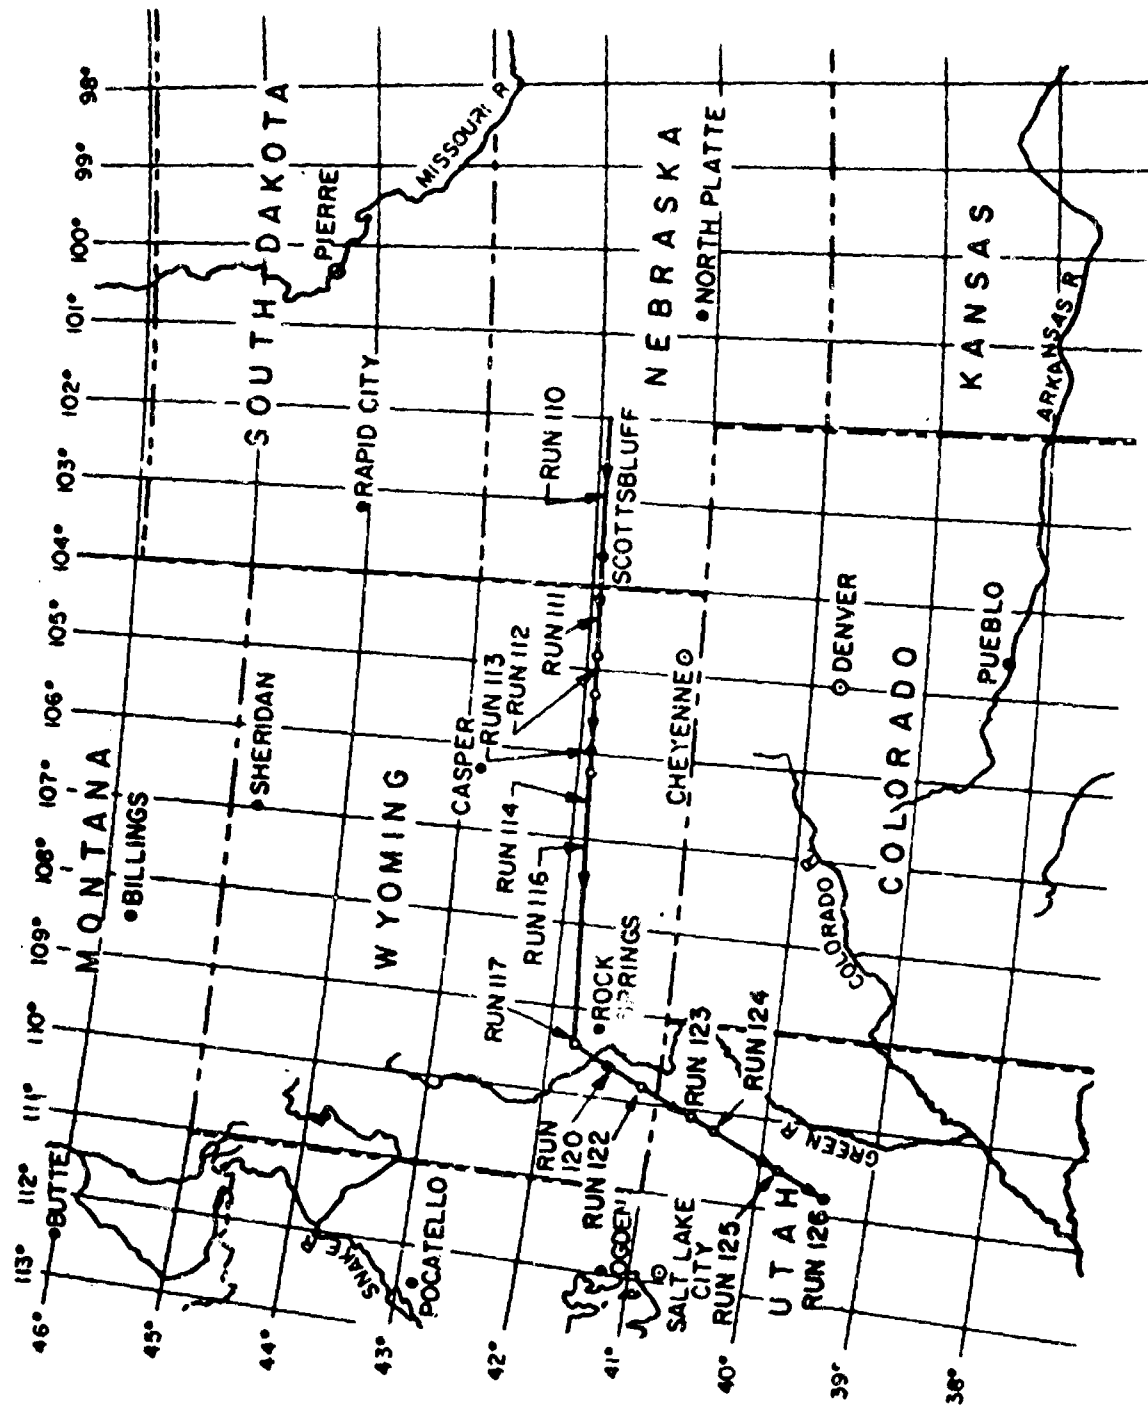 113°
112°
111°
110°
109°
108°
107°
106°
105°
104°
103°
102°
101°
100°
99°
98°
46°
45°
44°
43°
42°
41°
40°
39°
38°
BUTTE
MONTANA
BILLINGS
SHERIDAN
SOUTH DAKOTA
RAPID CITY
PIERRE
MISSOURI R
SNAKE R
POCATELLO
WYOMING
CASPER
RUN 117
RUN 116
RUN 114
RUN 113
RUN 112
RUN 111
RUN 110
SCOTTSBLUFF
NEBRASKA
NORTH PLATTE
ROCK
SPRINGS
CHEYENNE
RUN
120
RUN 122
RUN 123
RUN 124
OGDEN
SALT LAKE
CITY
RUN 125
UTAH
RUN 126
GREEN R
COLORADO R
COLORADO
DENVER
PUEBLO
KANSAS
ARKANSAS R